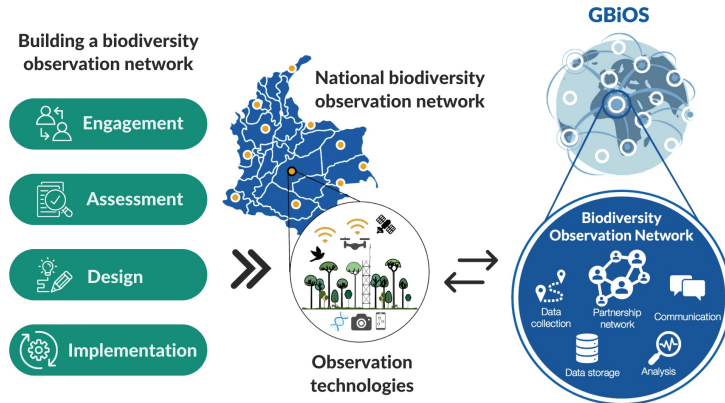 Building a biodiversity
observation network
Engagement
Assessment
Design
Implementation
National biodiversity
observation network
Observation
technologies
GBiOS
Biodiversity
Observation Network
Data
collection
Partnership
network
Communication
Data storage
Analysis